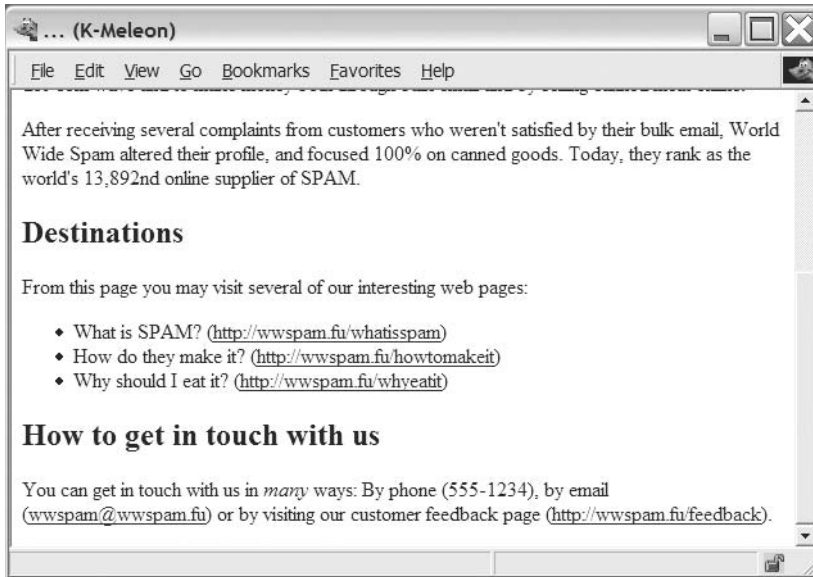 ... (K-Meleon)
File Edit View Go Bookmarks Favorites Help
After receiving several complaints from customers who weren't satisfied by their bulk email, World
Wide Spam altered their profile, and focused 100% on canned goods. Today, they rank as the
world's 13,892nd online supplier of SPAM.
Destinations
From this page you may visit several of our interesting web pages:
• What is SPAM? (http://wwspam.fu/whatisspam)
• How do they make it? (http://wwspam.fu/howtomakeit)
• Why should I eat it? (http://wwspam.fu/whyeatit)
How to get in touch with us
You can get in touch with us in many ways: By phone (555-1234), by email
(wwspam@wwspam.fu) or by visiting our customer feedback page (http://wwspam.fu/feedback).